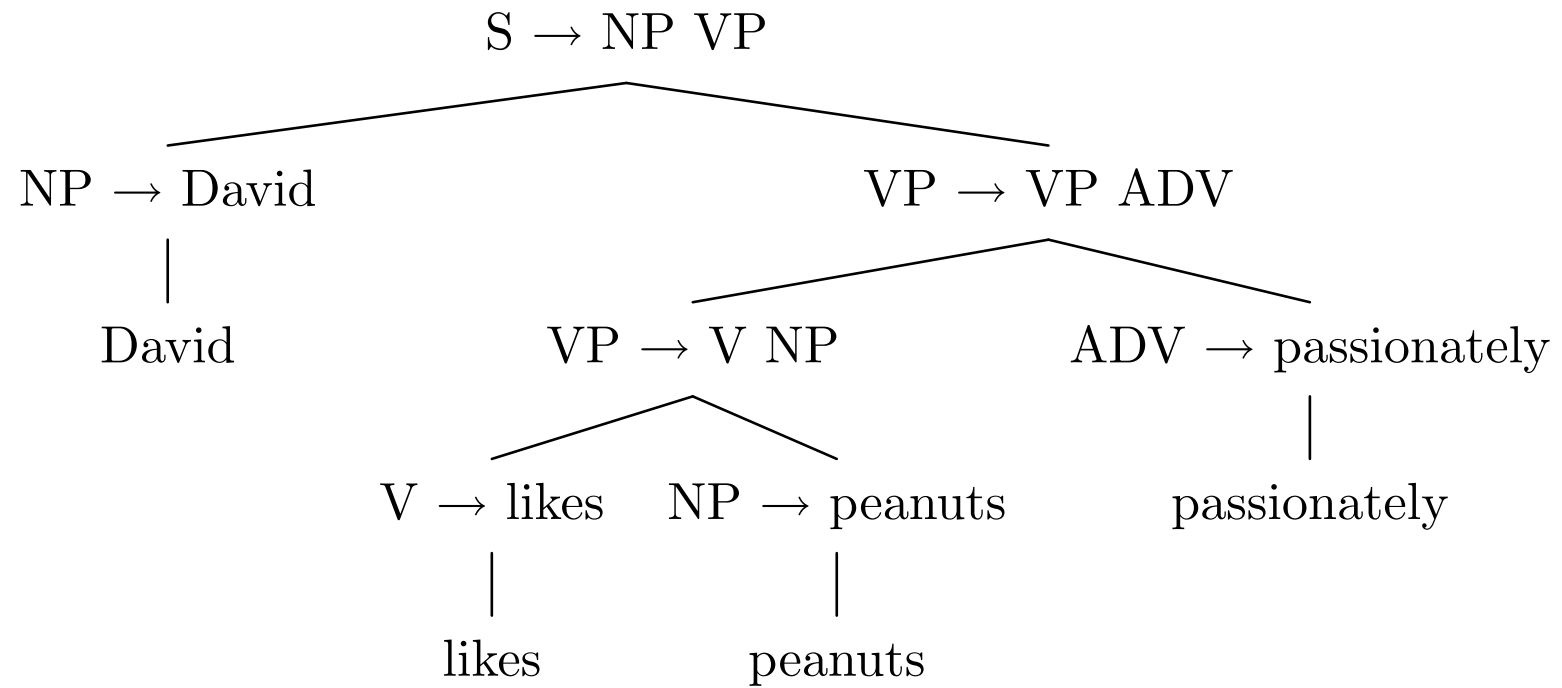 S → NP VP
NP → David VP → VP ADV
David VP → V NP ADV → passionately
V → likes NP → peanuts passionately
likes peanuts